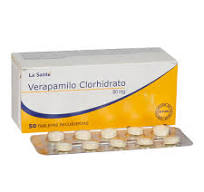 La Santé
Verapamilo Clorhidrato
80 mg
50 TABLETAS RECUBIERTAS